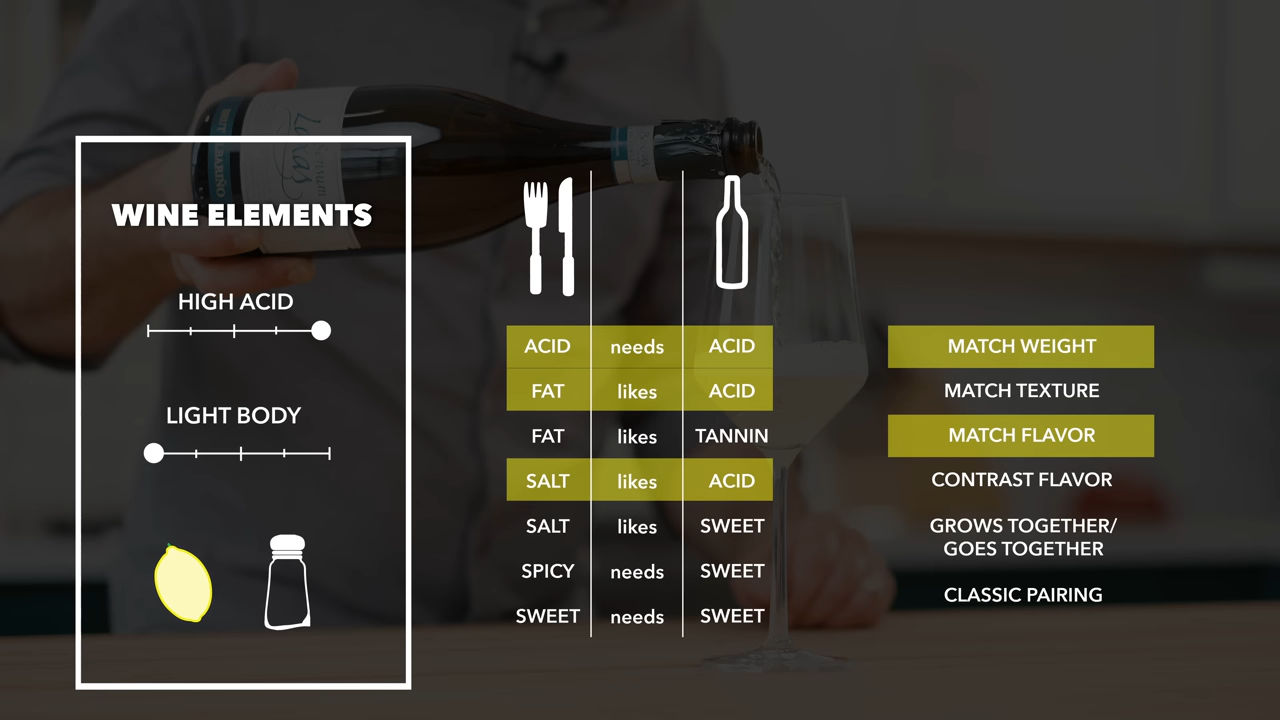 WINE ELEMENTS
HIGH ACID
LIGHT BODY
ACID needs ACID
FAT likes ACID
FAT likes TANNIN
SALT likes ACID
SALT likes SWEET
SPICY needs SWEET
SWEET needs SWEET
MATCH WEIGHT
MATCH TEXTURE
MATCH FLAVOR
CONTRAST FLAVOR
GROWS TOGETHER/
GOES TOGETHER
CLASSIC PAIRING